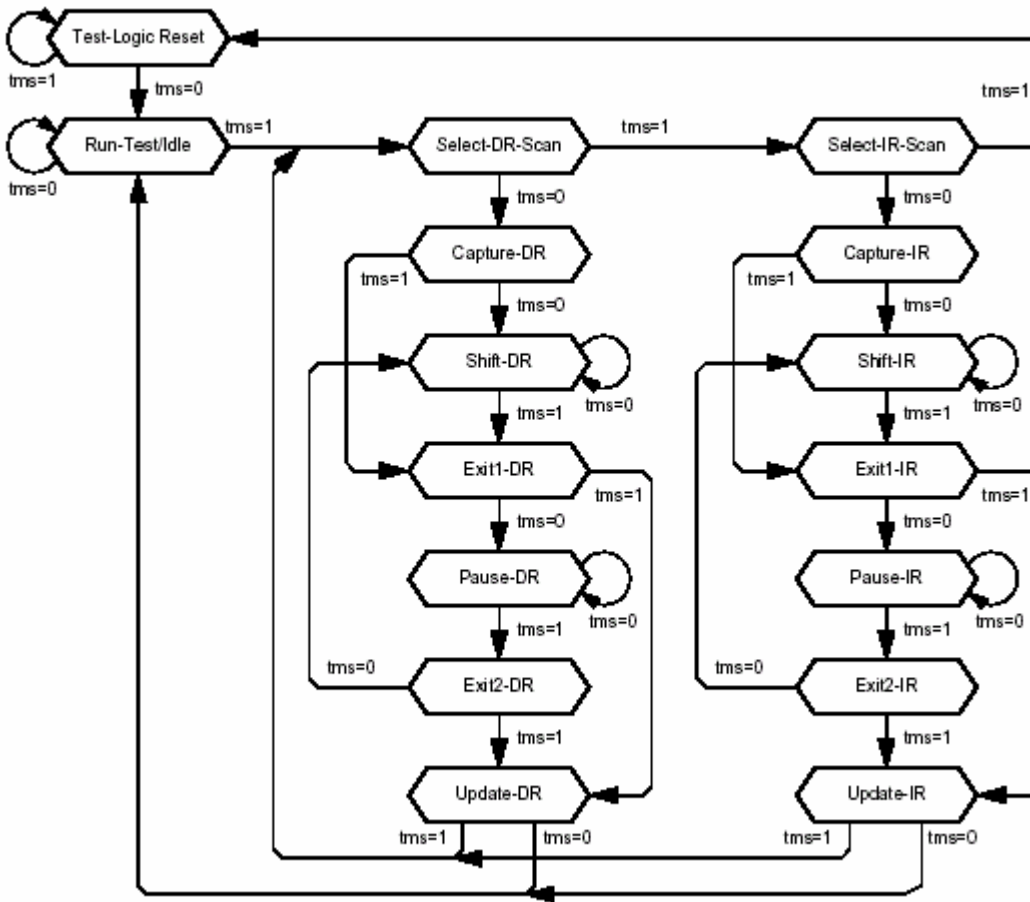 Test-Logic Reset
tms=1
tms=0
tms=1
Run-Test/Idle
tms=1
Select-DR-Scan
tms=1
Select-IR-Scan
tms=0
tms=0
tms=0
Capture-DR
Capture-IR
tms=1
tms=1
tms=0
tms=0
Shift-DR
Shift-IR
tms=0
tms=0
tms=1
tms=1
Exit1-DR
Exit1-IR
tms=1
tms=1
tms=0
tms=0
Pause-DR
Pause-IR
tms=0
tms=0
tms=1
tms=1
tms=0
tms=0
Exit2-DR
Exit2-IR
tms=1
tms=1
Update-DR
Update-IR
tms=1
tms=0
tms=1
tms=0